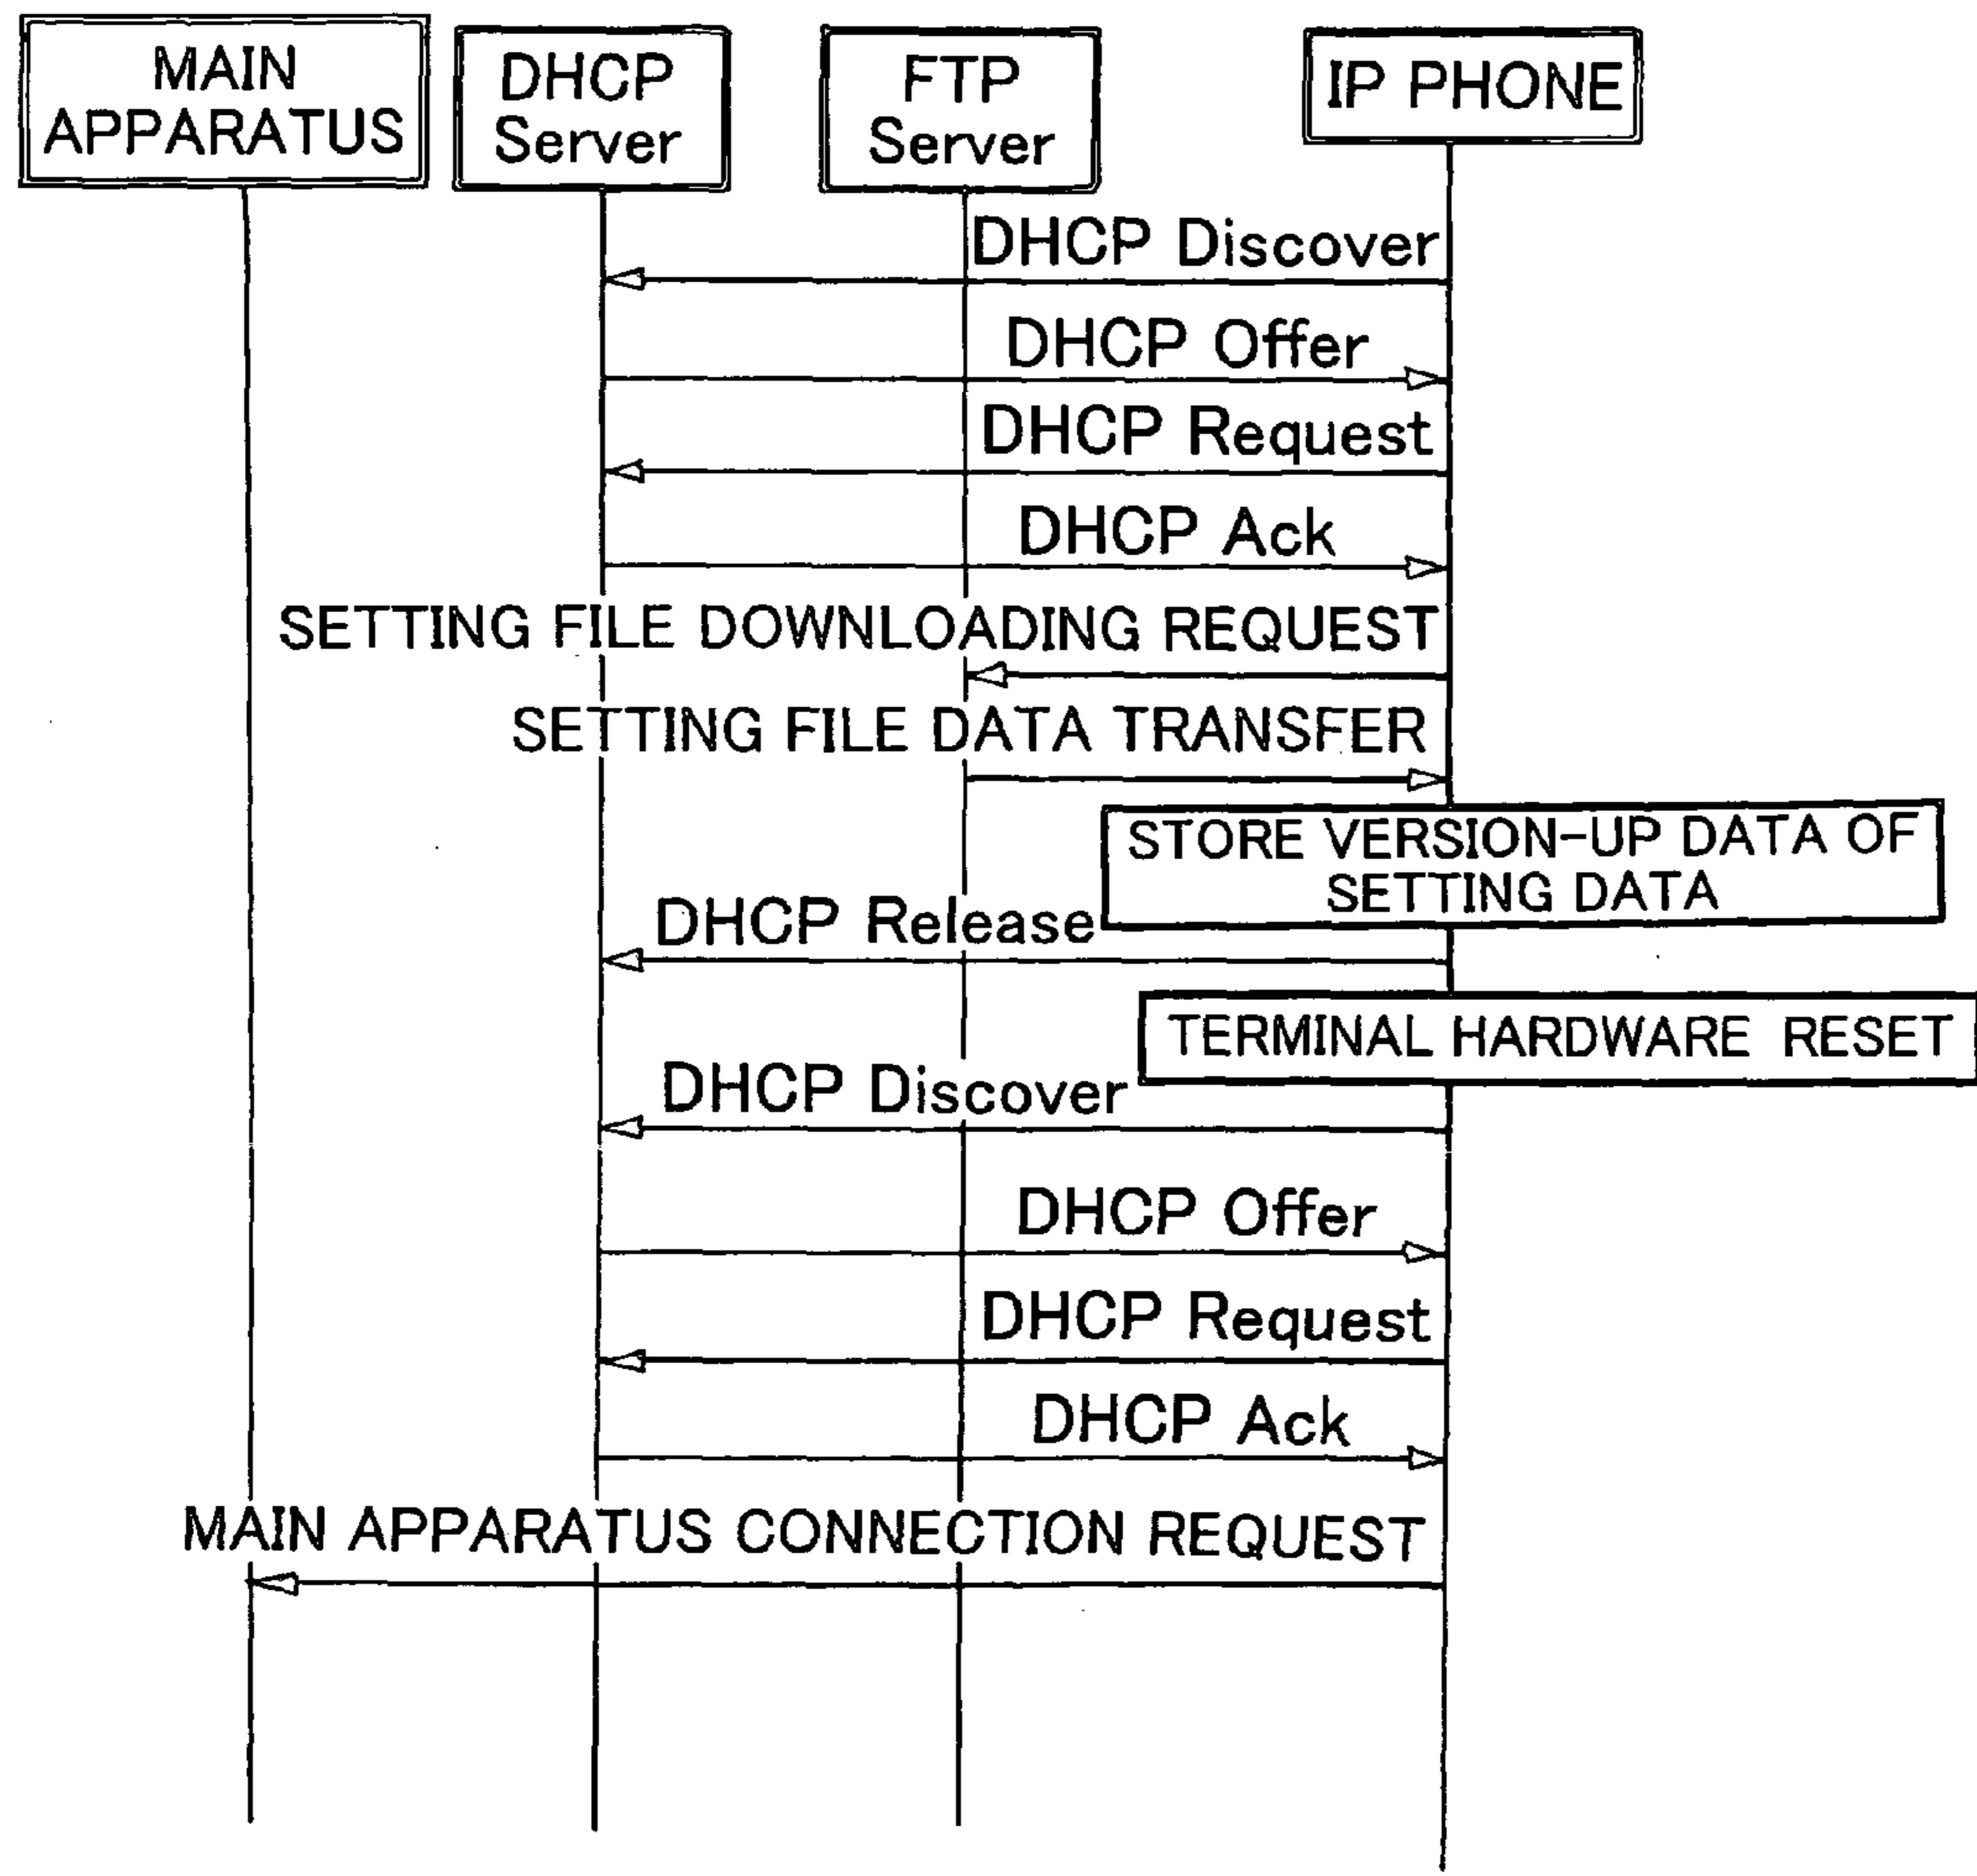 MAIN
APPARATUS
DHCP
Server
FTP
Server
IP PHONE
DHCP Discover
DHCP Offer
DHCP Request
DHCP Ack
SETTING FILE DOWNLOADING REQUEST
SETTING FILE DATA TRANSFER
STORE VERSION-UP DATA OF
SETTING DATA
DHCP Release
TERMINAL HARDWARE RESET
DHCP Discover
DHCP Offer
DHCP Request
DHCP Ack
MAIN APPARATUS CONNECTION REQUEST